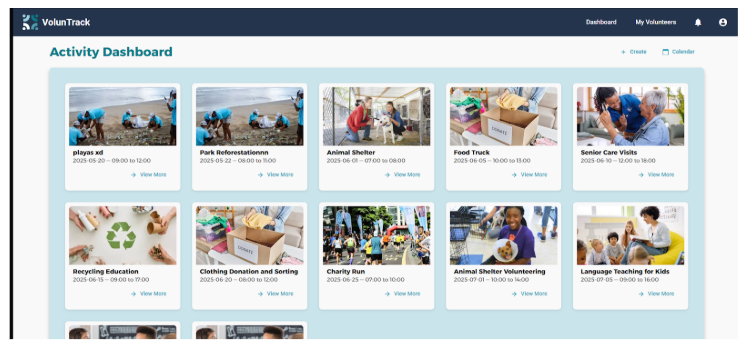 VolunTrack
Dashboard
My Volunteers
Activity Dashboard
+ Create
Calendar
playas xd
2025-05-20 – 09:00 to 12:00
→ View More
Park Reforestationnn
2025-05-22 – 08:00 to 11:00
→ View More
Animal Shelter
2025-06-01 – 07:00 to 08:00
→ View More
Food Truck
2025-06-05 – 10:00 to 13:00
→ View More
Senior Care Visits
2025-06-10 – 12:00 to 18:00
→ View More
Recycling Education
2025-06-15 – 09:00 to 17:00
→ View More
Clothing Donation and Sorting
2025-06-20 – 08:00 to 12:00
→ View More
Charity Run
2025-06-25 – 07:00 to 10:00
→ View More
Animal Shelter Volunteering
2025-07-01 – 10:00 to 14:00
→ View More
Language Teaching for Kids
2025-07-05 – 09:00 to 16:00
→ View More
DONATE
DONATE